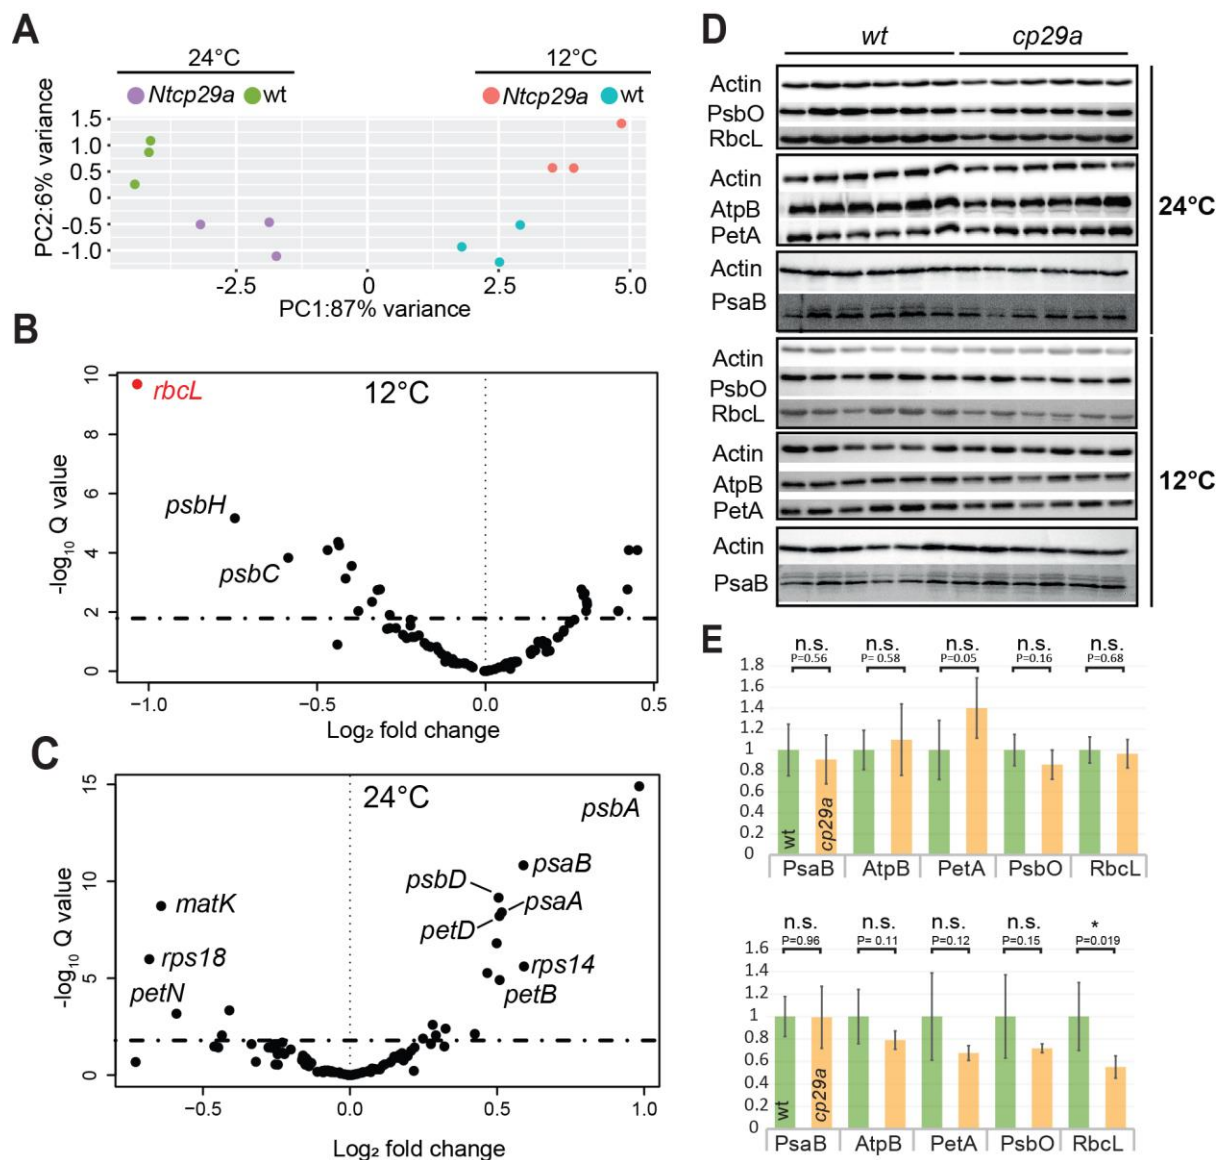 A
24°C
12°C
Ntcp29a wt
Ntcp29a wt
PC2:6% variance
1.5
1.0
0.5
0
-0.5
-1.0
-2.5
0
2.5
5.0
PC1:87% variance
B
12°C
rbcL
psbH
psbC
-log₁₀ Q value
10
8
6
4
2
0
−1.0
−0.5
0.0
0.5
Log₂ fold change
C
24°C
psbA
psaB
psbD
psaA
petD
rps14
petB
matK
rps18
petN
-log₁₀ Q value
15
10
5
0
−0.5
0.0
0.5
1.0
Log₂ fold change
D
wt
cp29a
Actin
PsbO
RbcL
Actin
AtpB
PetA
Actin
PsaB
24°C
Actin
PsbO
RbcL
Actin
AtpB
PetA
Actin
PsaB
12°C
E
n.s. n.s. n.s. n.s. n.s.
P=0.56 P= 0.58 P=0.05 P=0.16 P=0.68
1.8
1.6
1.4
1.2
1
0.8
0.6
0.4
0.2
0
wt
cp29a
PsaB AtpB PetA PsbO RbcL
n.s. n.s. n.s. n.s. *
P=0.96 P= 0.11 P=0.12 P=0.15 P=0.019
1.6
1.4
1.2
1
0.8
0.6
0.4
0.2
0
wt
cp29a
PsaB AtpB PetA PsbO RbcL